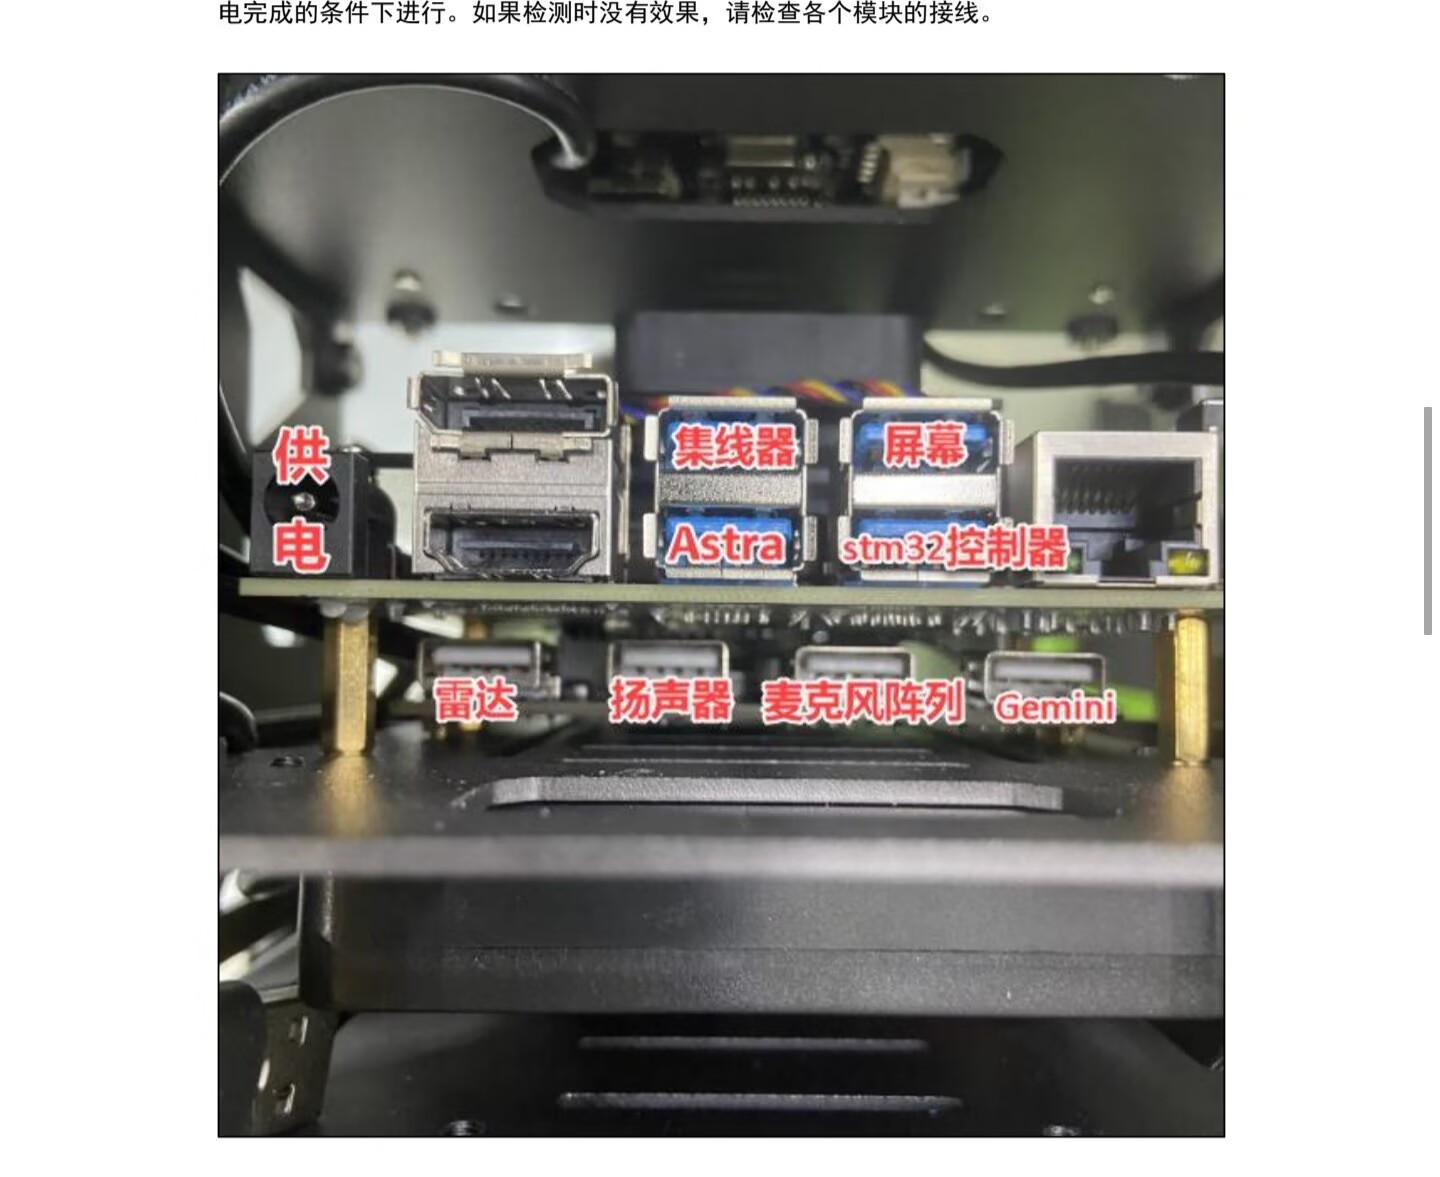 电完成的条件下进行。如果检测时没有效果，请检查各个模块的接线。
供
电
集线器
屏幕
Astra
stm32控制器
雷达
扬声器
麦克风阵列
Gemini